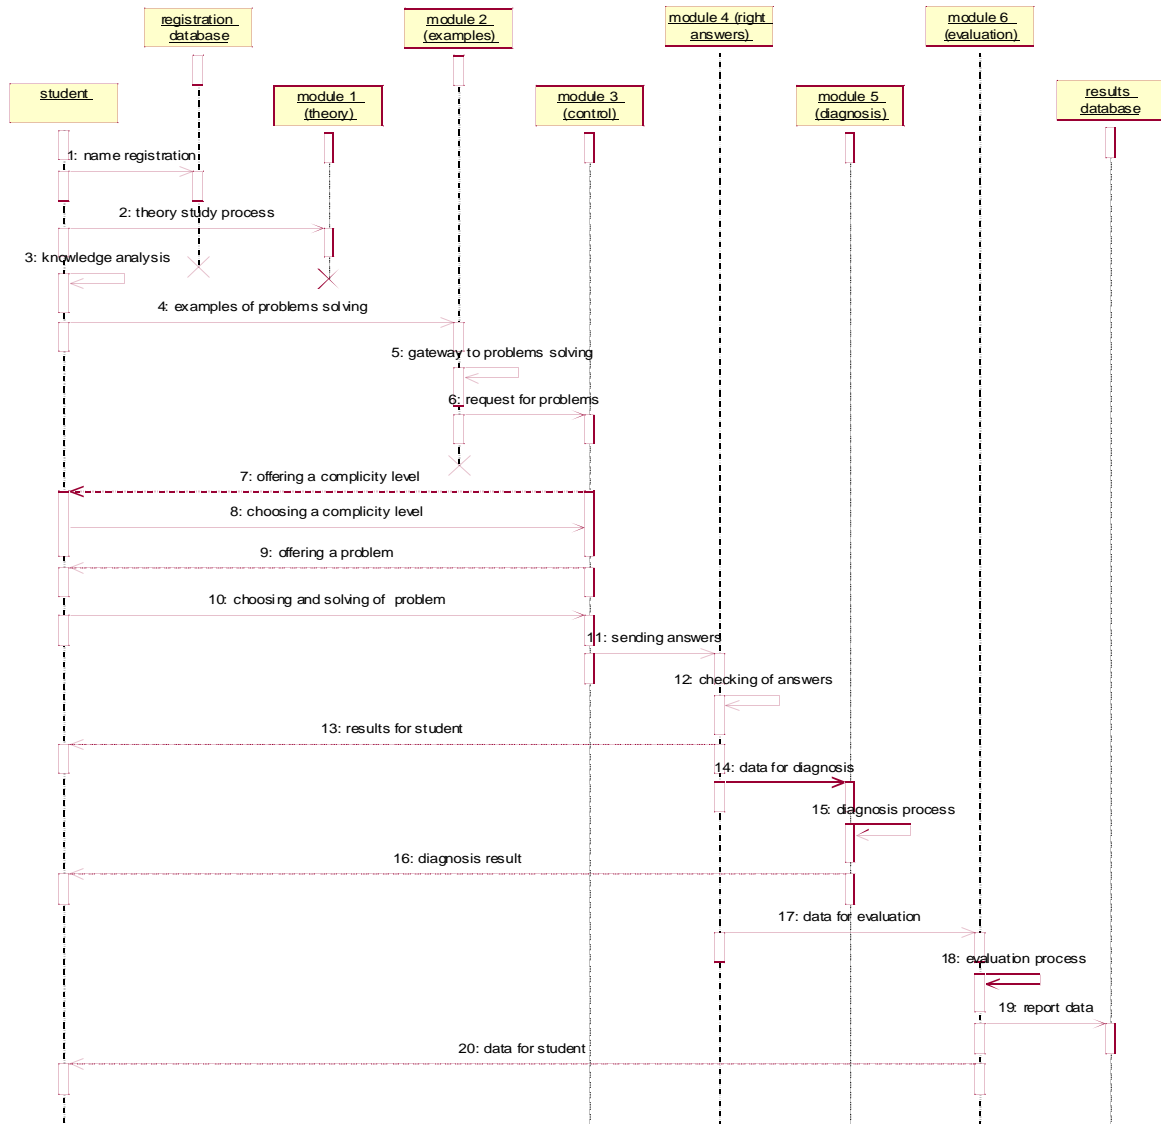 registration
database
module 2
(examples)
module 4 (right
answers)
module 6
(evaluation)
student
module 1
(theory)
module 3
(control)
module 5
(diagnosis)
results
database
1: name registration
2: theory study process
3: knowledge analysis
4: examples of problems solving
5: gateway to problems solving
6: request for problems
7: offering a complicity level
8: choosing a complicity level
9: offering a problem
10: choosing and solving of problem
11: sending answers
12: checking of answers
13: results for student
14: data for diagnosis
15: diagnosis process
16: diagnosis result
17: data for evaluation
18: evaluation process
19: report data
20: data for student